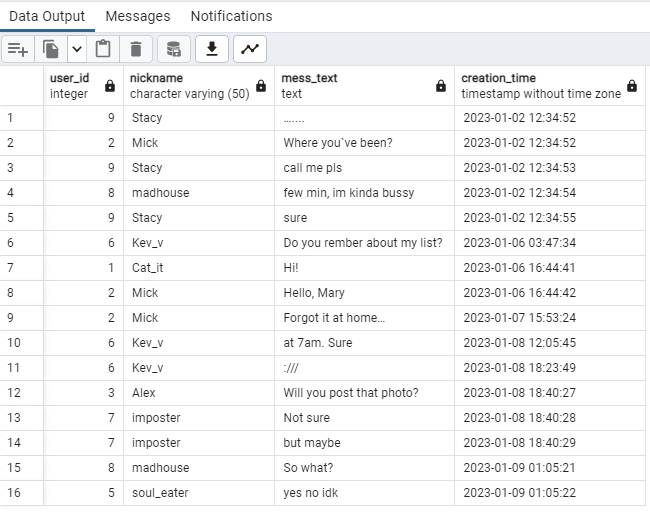 Data Output Messages Notifications
user_id nickname mess_text creation_time
integer character varying (50) text timestamp without time zone
1 9 Stacy ....... 2023-01-02 12:34:52
2 2 Mick Where you`ve been? 2023-01-02 12:34:52
3 9 Stacy call me pls 2023-01-02 12:34:53
4 8 madhouse few min, im kinda bussy 2023-01-02 12:34:54
5 9 Stacy sure 2023-01-02 12:34:55
6 6 Kev_v Do you rember about my list? 2023-01-06 03:47:34
7 1 Cat_it Hi! 2023-01-06 16:44:41
8 2 Mick Hello, Mary 2023-01-06 16:44:42
9 2 Mick Forgot it at home... 2023-01-07 15:53:24
10 6 Kev_v at 7am. Sure 2023-01-08 12:05:45
11 6 Kev_v :/// 2023-01-08 18:23:49
12 3 Alex Will you post that photo? 2023-01-08 18:40:27
13 7 imposter Not sure 2023-01-08 18:40:28
14 7 imposter but maybe 2023-01-08 18:40:29
15 8 madhouse So what? 2023-01-09 01:05:21
16 5 soul_eater yes no idk 2023-01-09 01:05:22